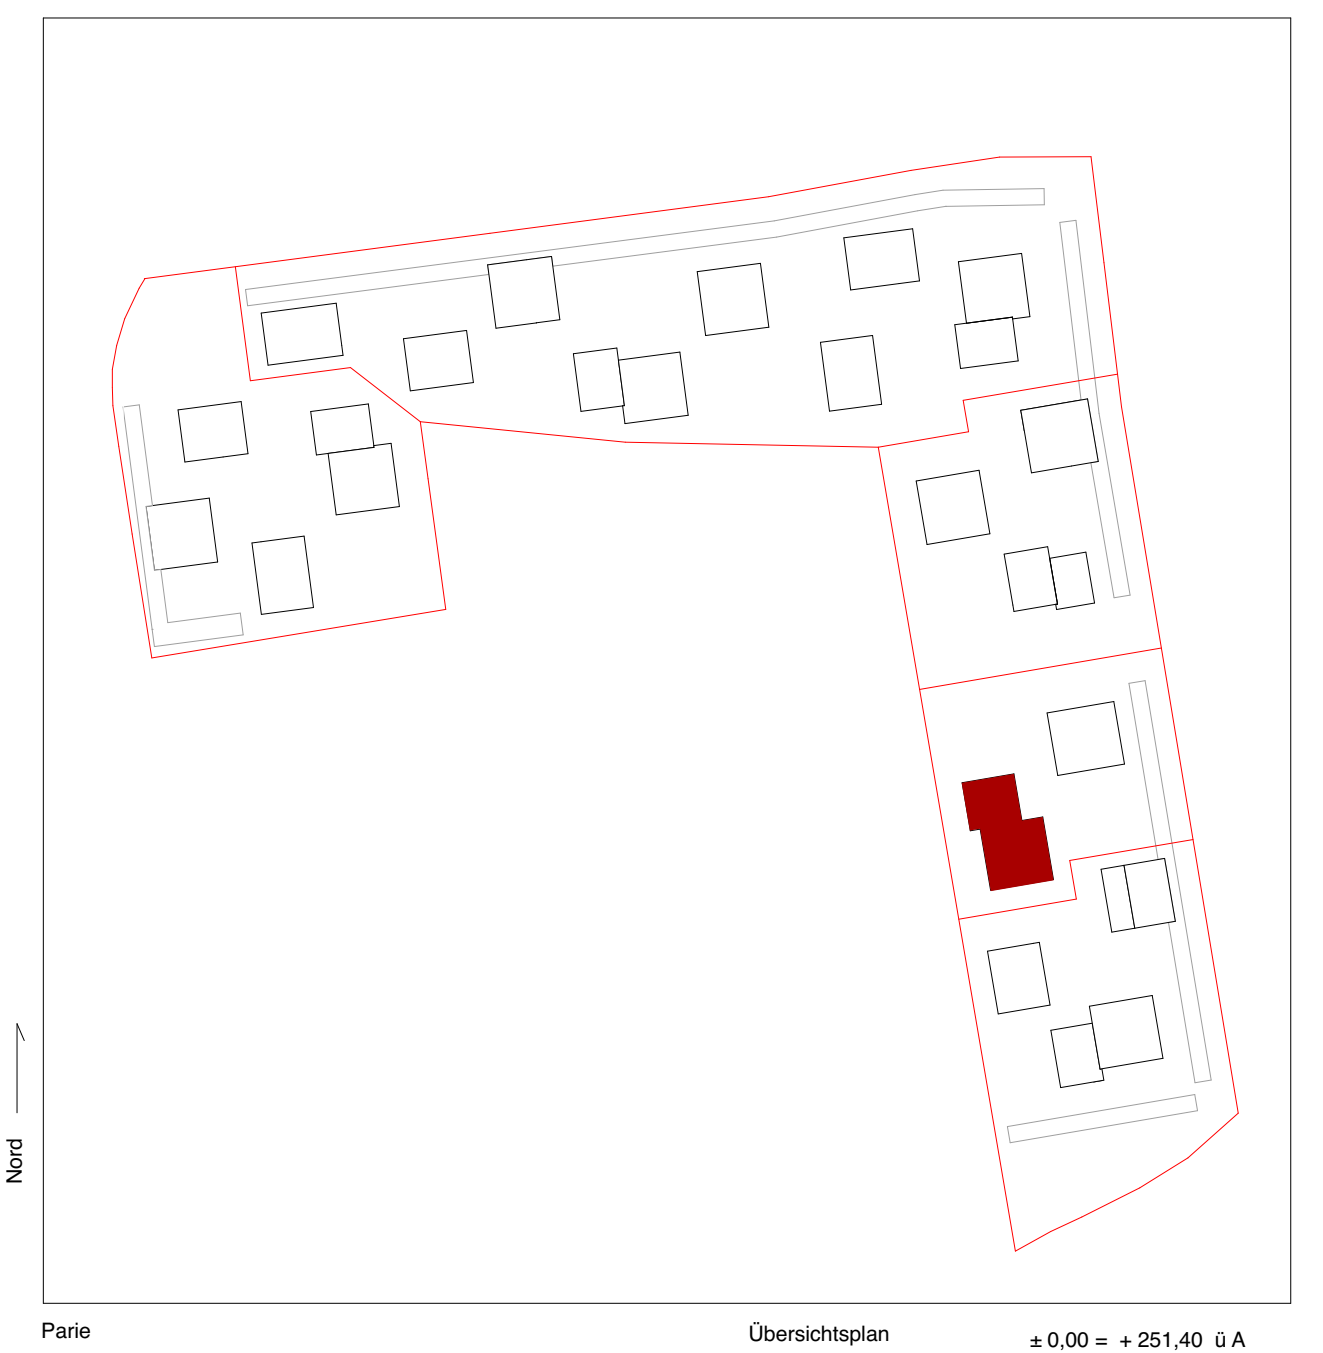 Nord
Parie
Übersichtsplan
± 0,00 = + 251,40 ü A